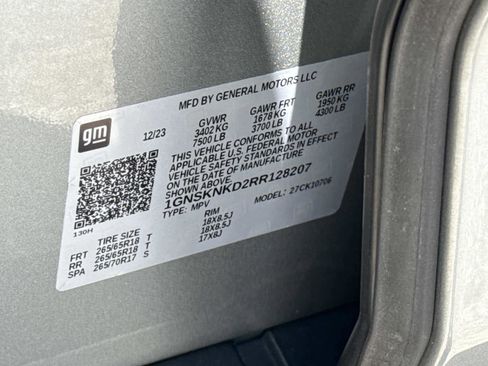 MFD BY GENERAL MOTORS LLC
gm
12/23
GVWR GAWR FRT GAWR RR
3402 KG 1678 KG 1950 KG
7500 LB 3700 LB 4300 LB
THIS VEHICLE CONFORMS TO ALL
APPLICABLE U.S. FEDERAL MOTOR
VEHICLE SAFETY STANDARDS IN EFFECT
ON THE DATE OF MANUFACTURE
SHOWN ABOVE.
1GNSKNKD2RR128207
TYPE: MPV MODEL: 27CK10706
130H
TIRE SIZE RIM
FRT 265/65R18 T 18X8.5J
RR 265/65R18 T 18X8.5J
SPA 265/70R17 S 17X8J